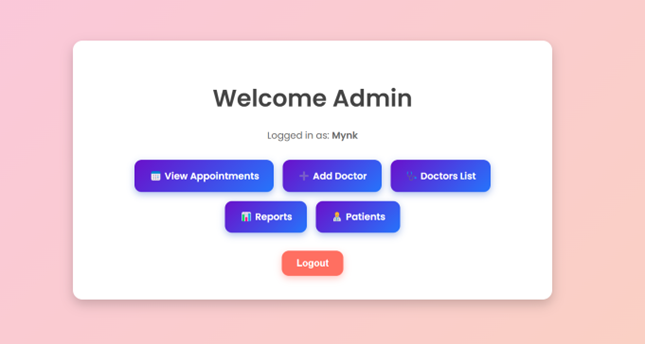 Welcome Admin
Logged in as: Mynk
View Appointments
Add Doctor
Doctors List
Reports
Patients
Logout